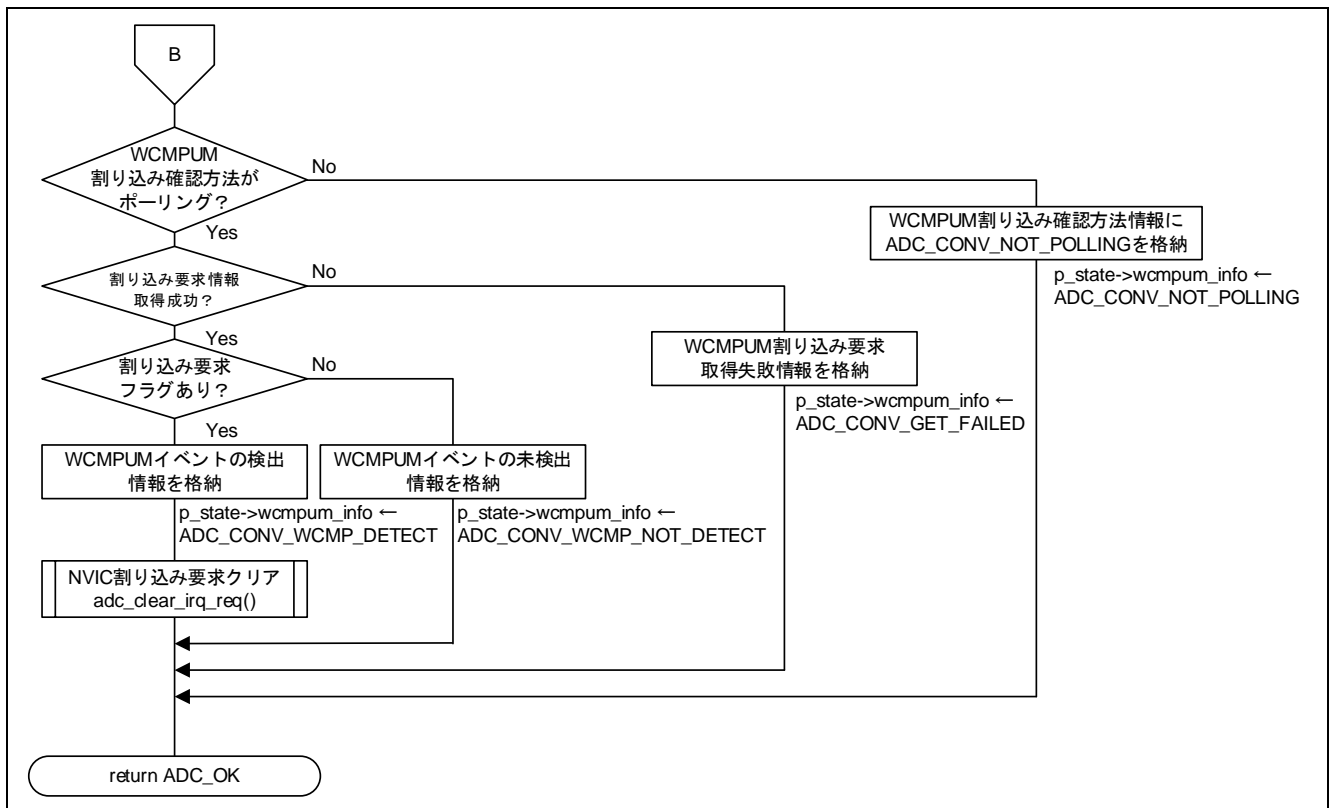 B
WCMPUM
割り込み確認方法が
ポーリング？
No
Yes
WCMPUM割り込み確認方法情報に
ADC_CONV_NOT_POLLINGを格納
p_state->wcmpum_info ←
ADC_CONV_NOT_POLLING
割り込み要求情報
取得成功？
No
Yes
WCMPUM割り込み要求
取得失敗情報を格納
p_state->wcmpum_info ←
ADC_CONV_GET_FAILED
割り込み要求
フラグあり？
No
Yes
WCMPUMイベントの検出
情報を格納
p_state->wcmpum_info ←
ADC_CONV_WCMP_DETECT
WCMPUMイベントの未検出
情報を格納
p_state->wcmpum_info ←
ADC_CONV_WCMP_NOT_DETECT
NVIC割り込み要求クリア
adc_clear_irq_req()
return ADC_OK